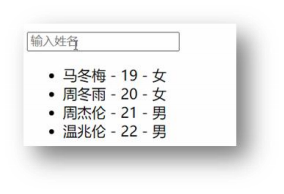 输入姓名
马冬梅 - 19 - 女
周冬雨 - 20 - 女
周杰伦 - 21 - 男
温兆伦 - 22 - 男